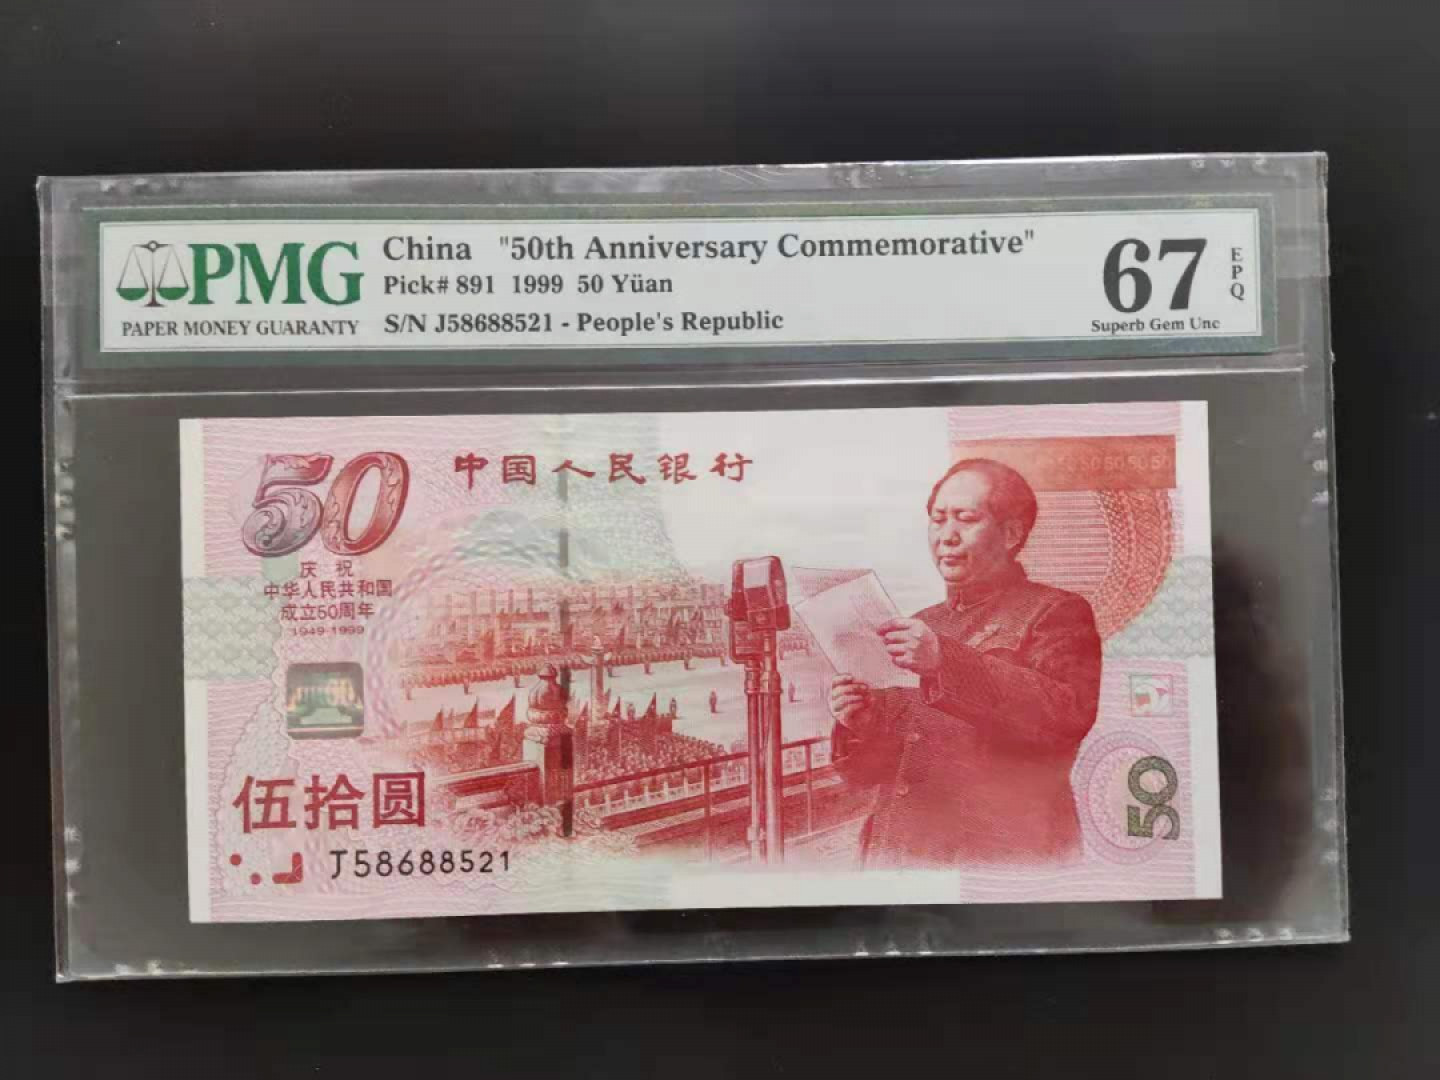 PMG
PAPER MONEY GUARANTY
China "50th Anniversary Commemorative"
Pick# 891 1999 50 Yüan
S/N J58688521 - People's Republic
67
EPQ
Superb Gem Unc
50
中国人民银行
庆祝
中华人民共和国
成立50周年
1949-1999
伍拾圆
J58688521
50